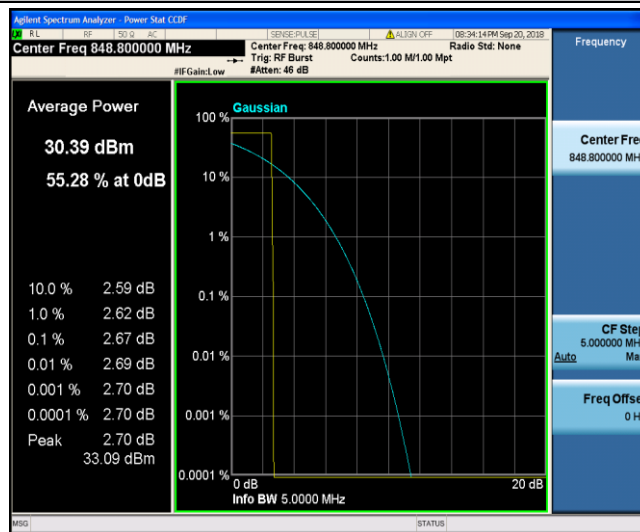 Agilent Spectrum Analyzer - Power Stat CCDF
RL RF 50 Ω AC SENSE:PULSE ALIGN OFF 08:34:14 PM Sep 20, 2018
Center Freq 848.800000 MHz
Center Freq: 848.800000 MHz Radio Std: None
Trig: RF Burst Counts:1.00 M/1.00 Mpt
#IFGain:Low #Atten: 46 dB
Frequency
Average Power
30.39 dBm
55.28 % at 0dB
10.0 % 2.59 dB
1.0 % 2.62 dB
0.1 % 2.67 dB
0.01 % 2.69 dB
0.001 % 2.70 dB
0.0001 % 2.70 dB
Peak 2.70 dB
33.09 dBm
Gaussian
100 %
10 %
1 %
0.1 %
0.01 %
0.001 %
0.0001 %
0 dB 20 dB
Info BW 5.0000 MHz
Center Fre
848.800000 MH
CF Step
5.000000 MH
Auto Ma
Freq Offse
0 H
MSG STATUS